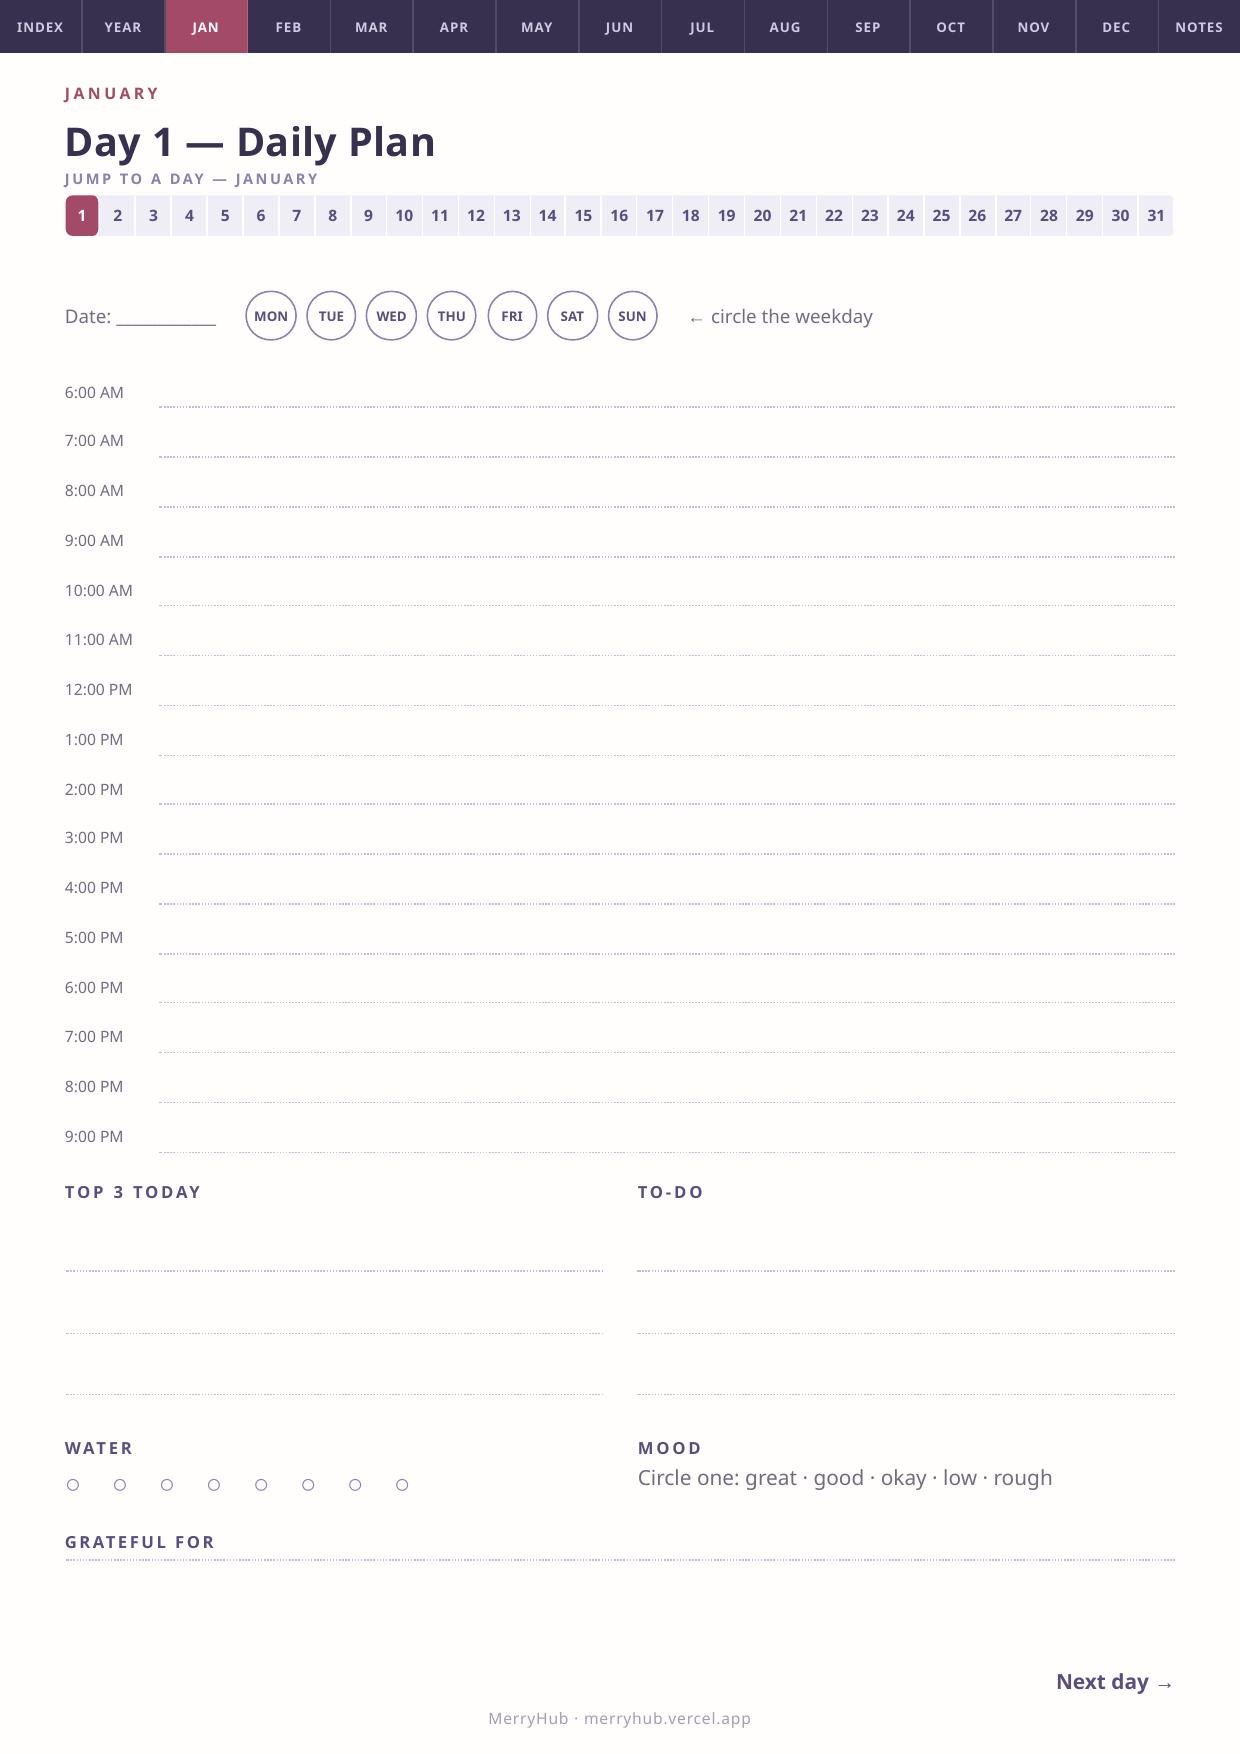 INDEX YEAR JAN FEB MAR APR MAY JUN JUL AUG SEP OCT NOV DEC NOTES
JANUARY
Day 1 — Daily Plan
JUMP TO A DAY — JANUARY
1 2 3 4 5 6 7 8 9 10 11 12 13 14 15 16 17 18 19 20 21 22 23 24 25 26 27 28 29 30 31
Date: __________ MON TUE WED THU FRI SAT SUN ← circle the weekday
6:00 AM
7:00 AM
8:00 AM
9:00 AM
10:00 AM
11:00 AM
12:00 PM
1:00 PM
2:00 PM
3:00 PM
4:00 PM
5:00 PM
6:00 PM
7:00 PM
8:00 PM
9:00 PM
TOP 3 TODAY TO-DO
WATER MOOD
Circle one: great · good · okay · low · rough
GRATEFUL FOR
Next day →
MerryHub · merryhub.vercel.app